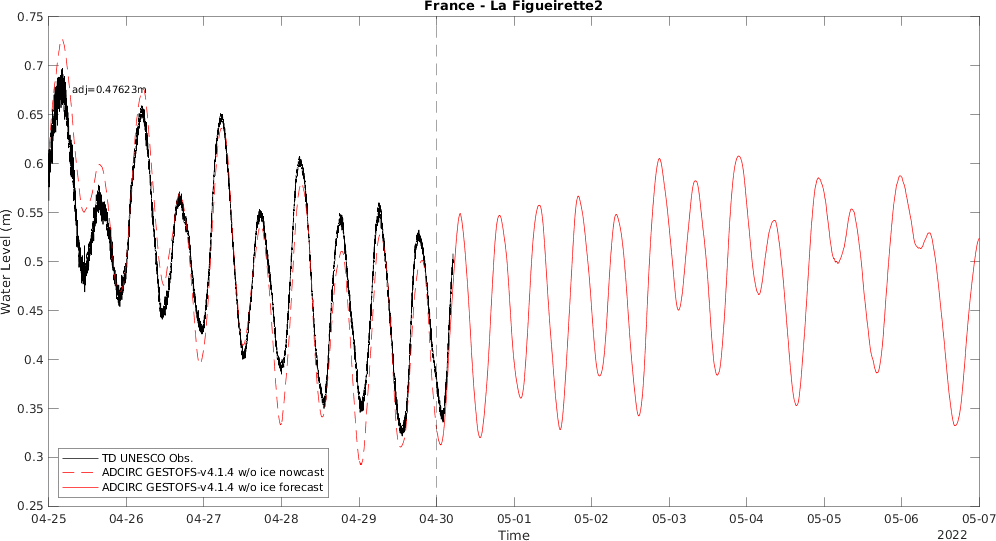 France - La Figueirette2
0.75
0.7
0.65
0.6
0.55
0.5
0.45
0.4
0.35
0.3
0.25
Water Level (m)
adj=0.47623m
TD UNESCO Obs.
ADCIRC GESTOFS-v4.1.4 w/o ice nowcast
ADCIRC GESTOFS-v4.1.4 w/o ice forecast
04-25 04-26 04-27 04-28 04-29 04-30 05-01 05-02 05-03 05-04 05-05 05-06 05-07
Time
2022